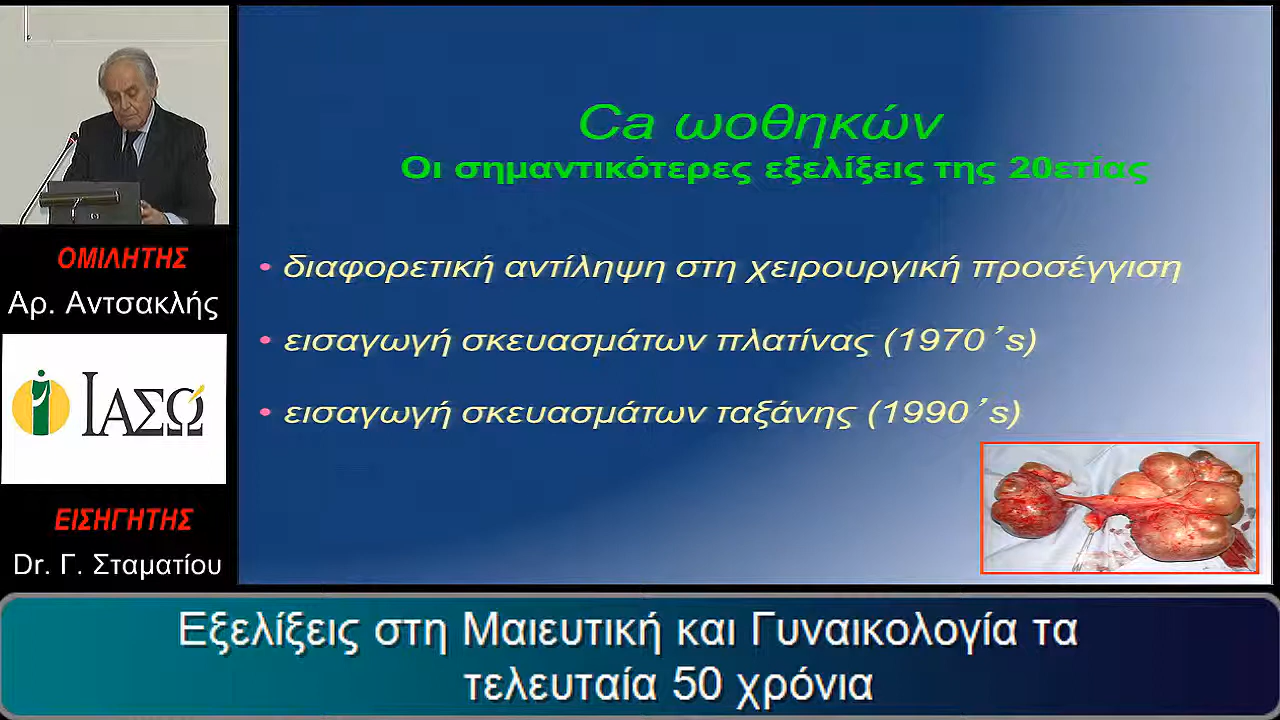 Ca ωοθηκών
Οι σημαντικότερες εξελίξεις της 20ετίας
• διαφορετική αντίληψη στη χειρουργική προσέγγιση
• εισαγωγή σκευασμάτων πλατίνας (1970΄s)
• εισαγωγή σκευασμάτων ταξάνης (1990΄s)
ΟΜΙΛΗΤΗΣ
Αρ. Αντσακλής
ΙΑΣΩ
ΕΙΣΗΓΗΤΗΣ
Dr. Γ. Σταματίου
Εξελίξεις στη Μαιευτική και Γυναικολογία τα
τελευταία 50 χρόνια